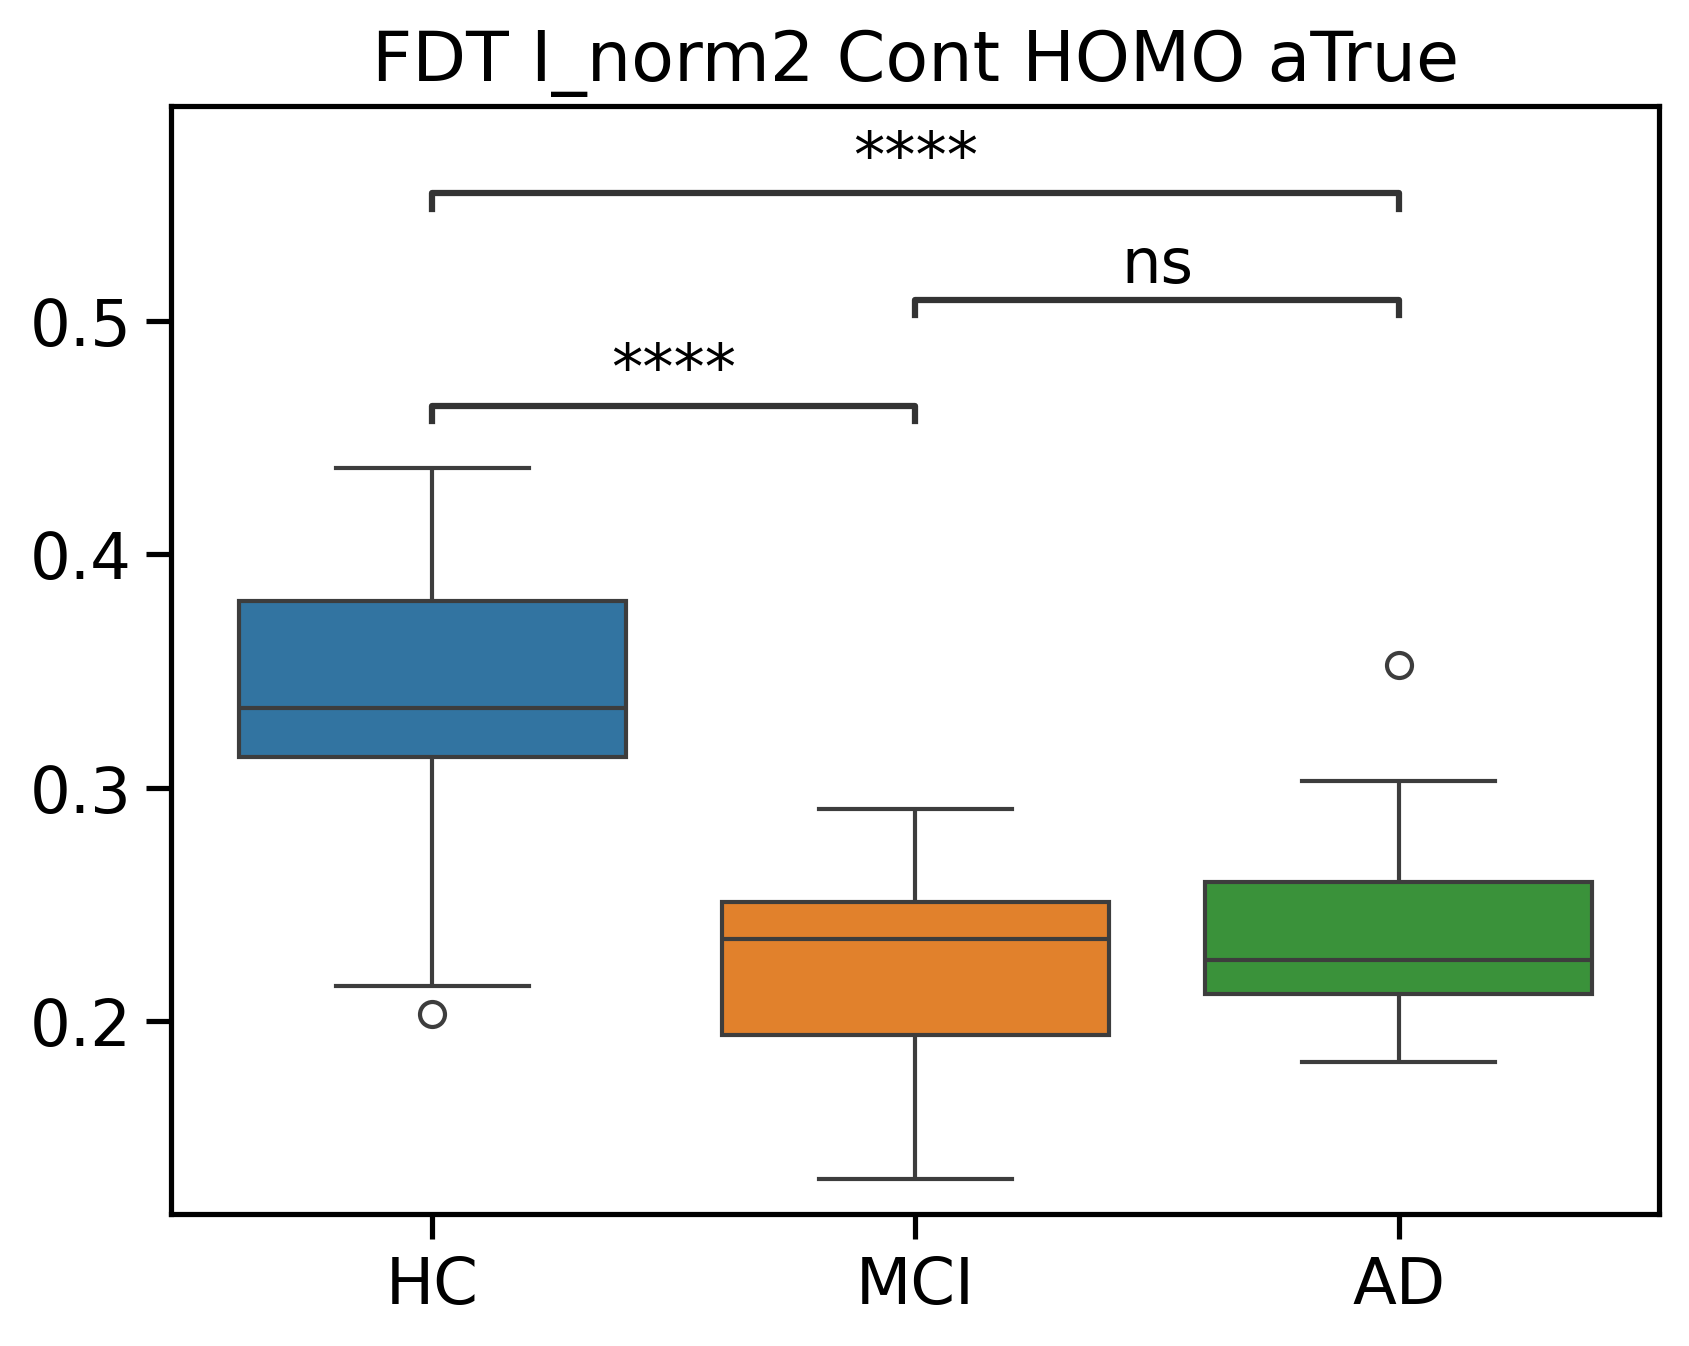 FDT I_norm2 Cont HOMO aTrue
****
ns
****
0.5
0.4
0.3
0.2
HC MCI AD